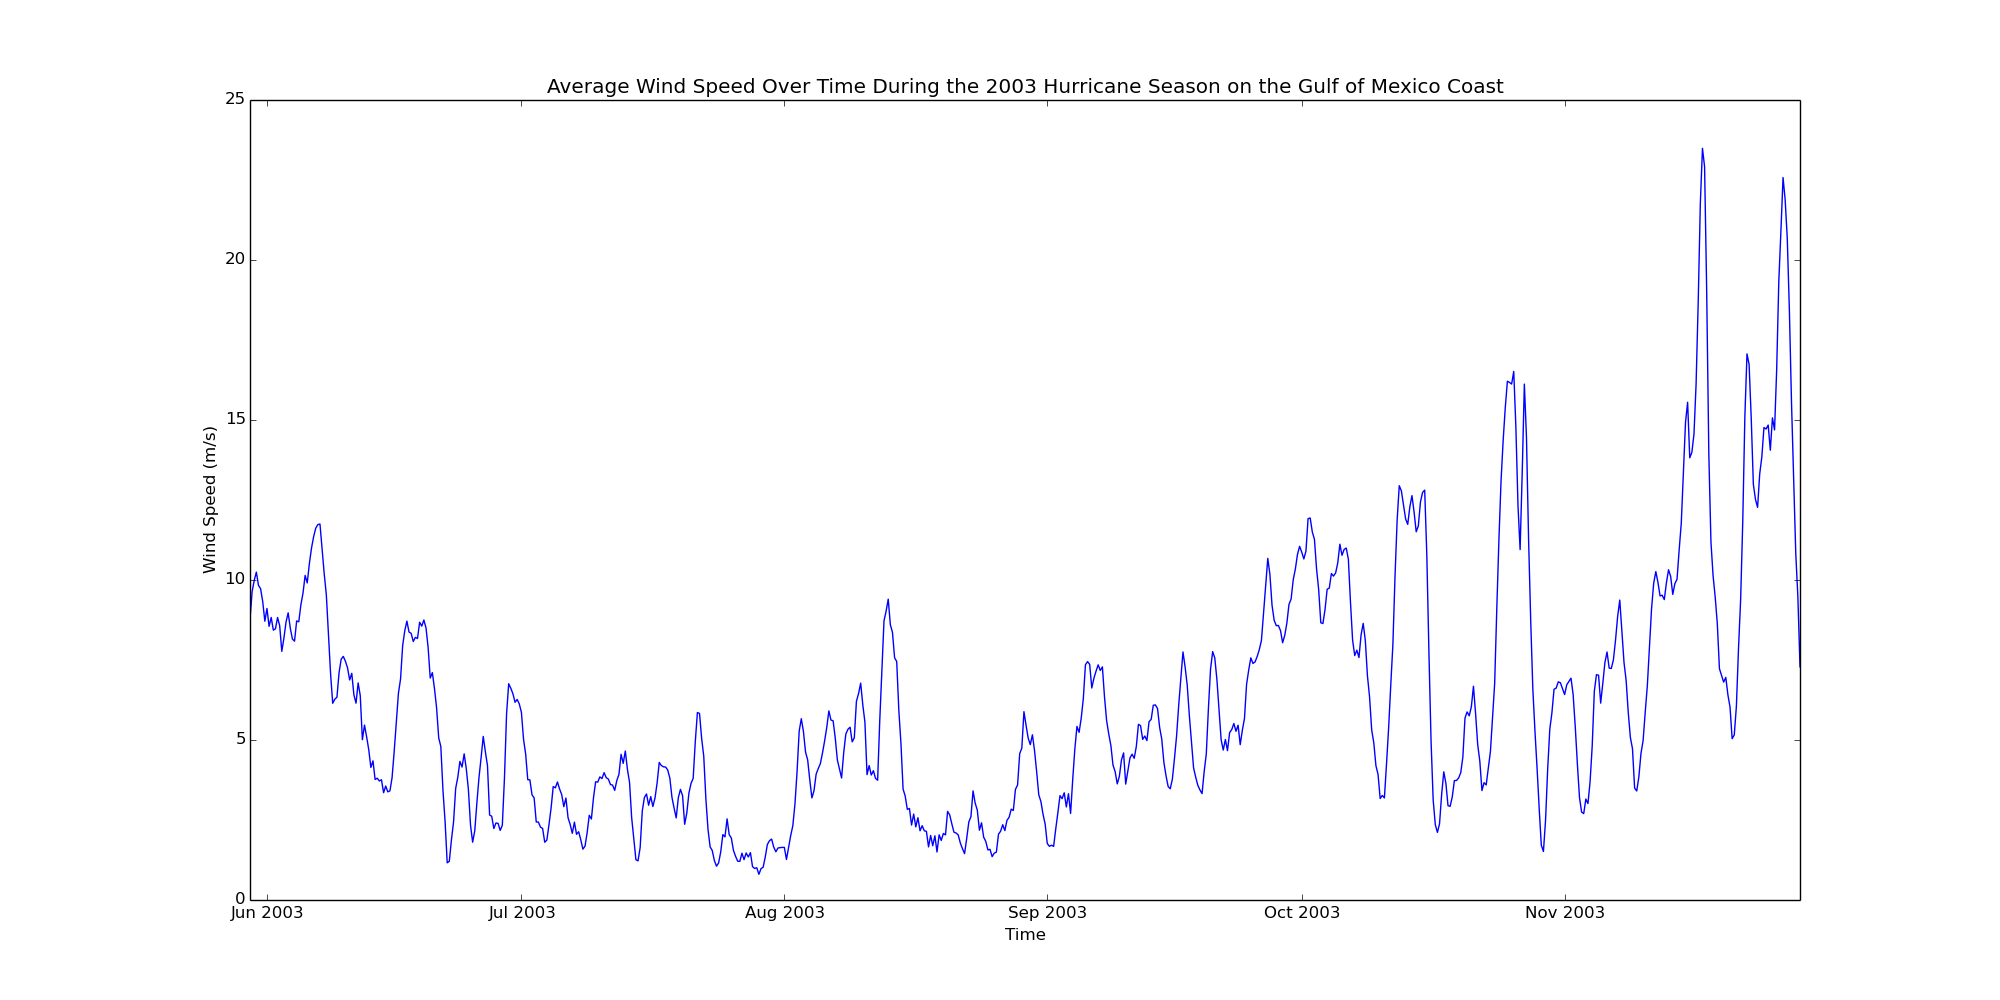 Average Wind Speed Over Time During the 2003 Hurricane Season on the Gulf of Mexico Coast
25
20
15
10
5
0
Wind Speed (m/s)
Jun 2003 Jul 2003 Aug 2003 Sep 2003 Oct 2003 Nov 2003
Time